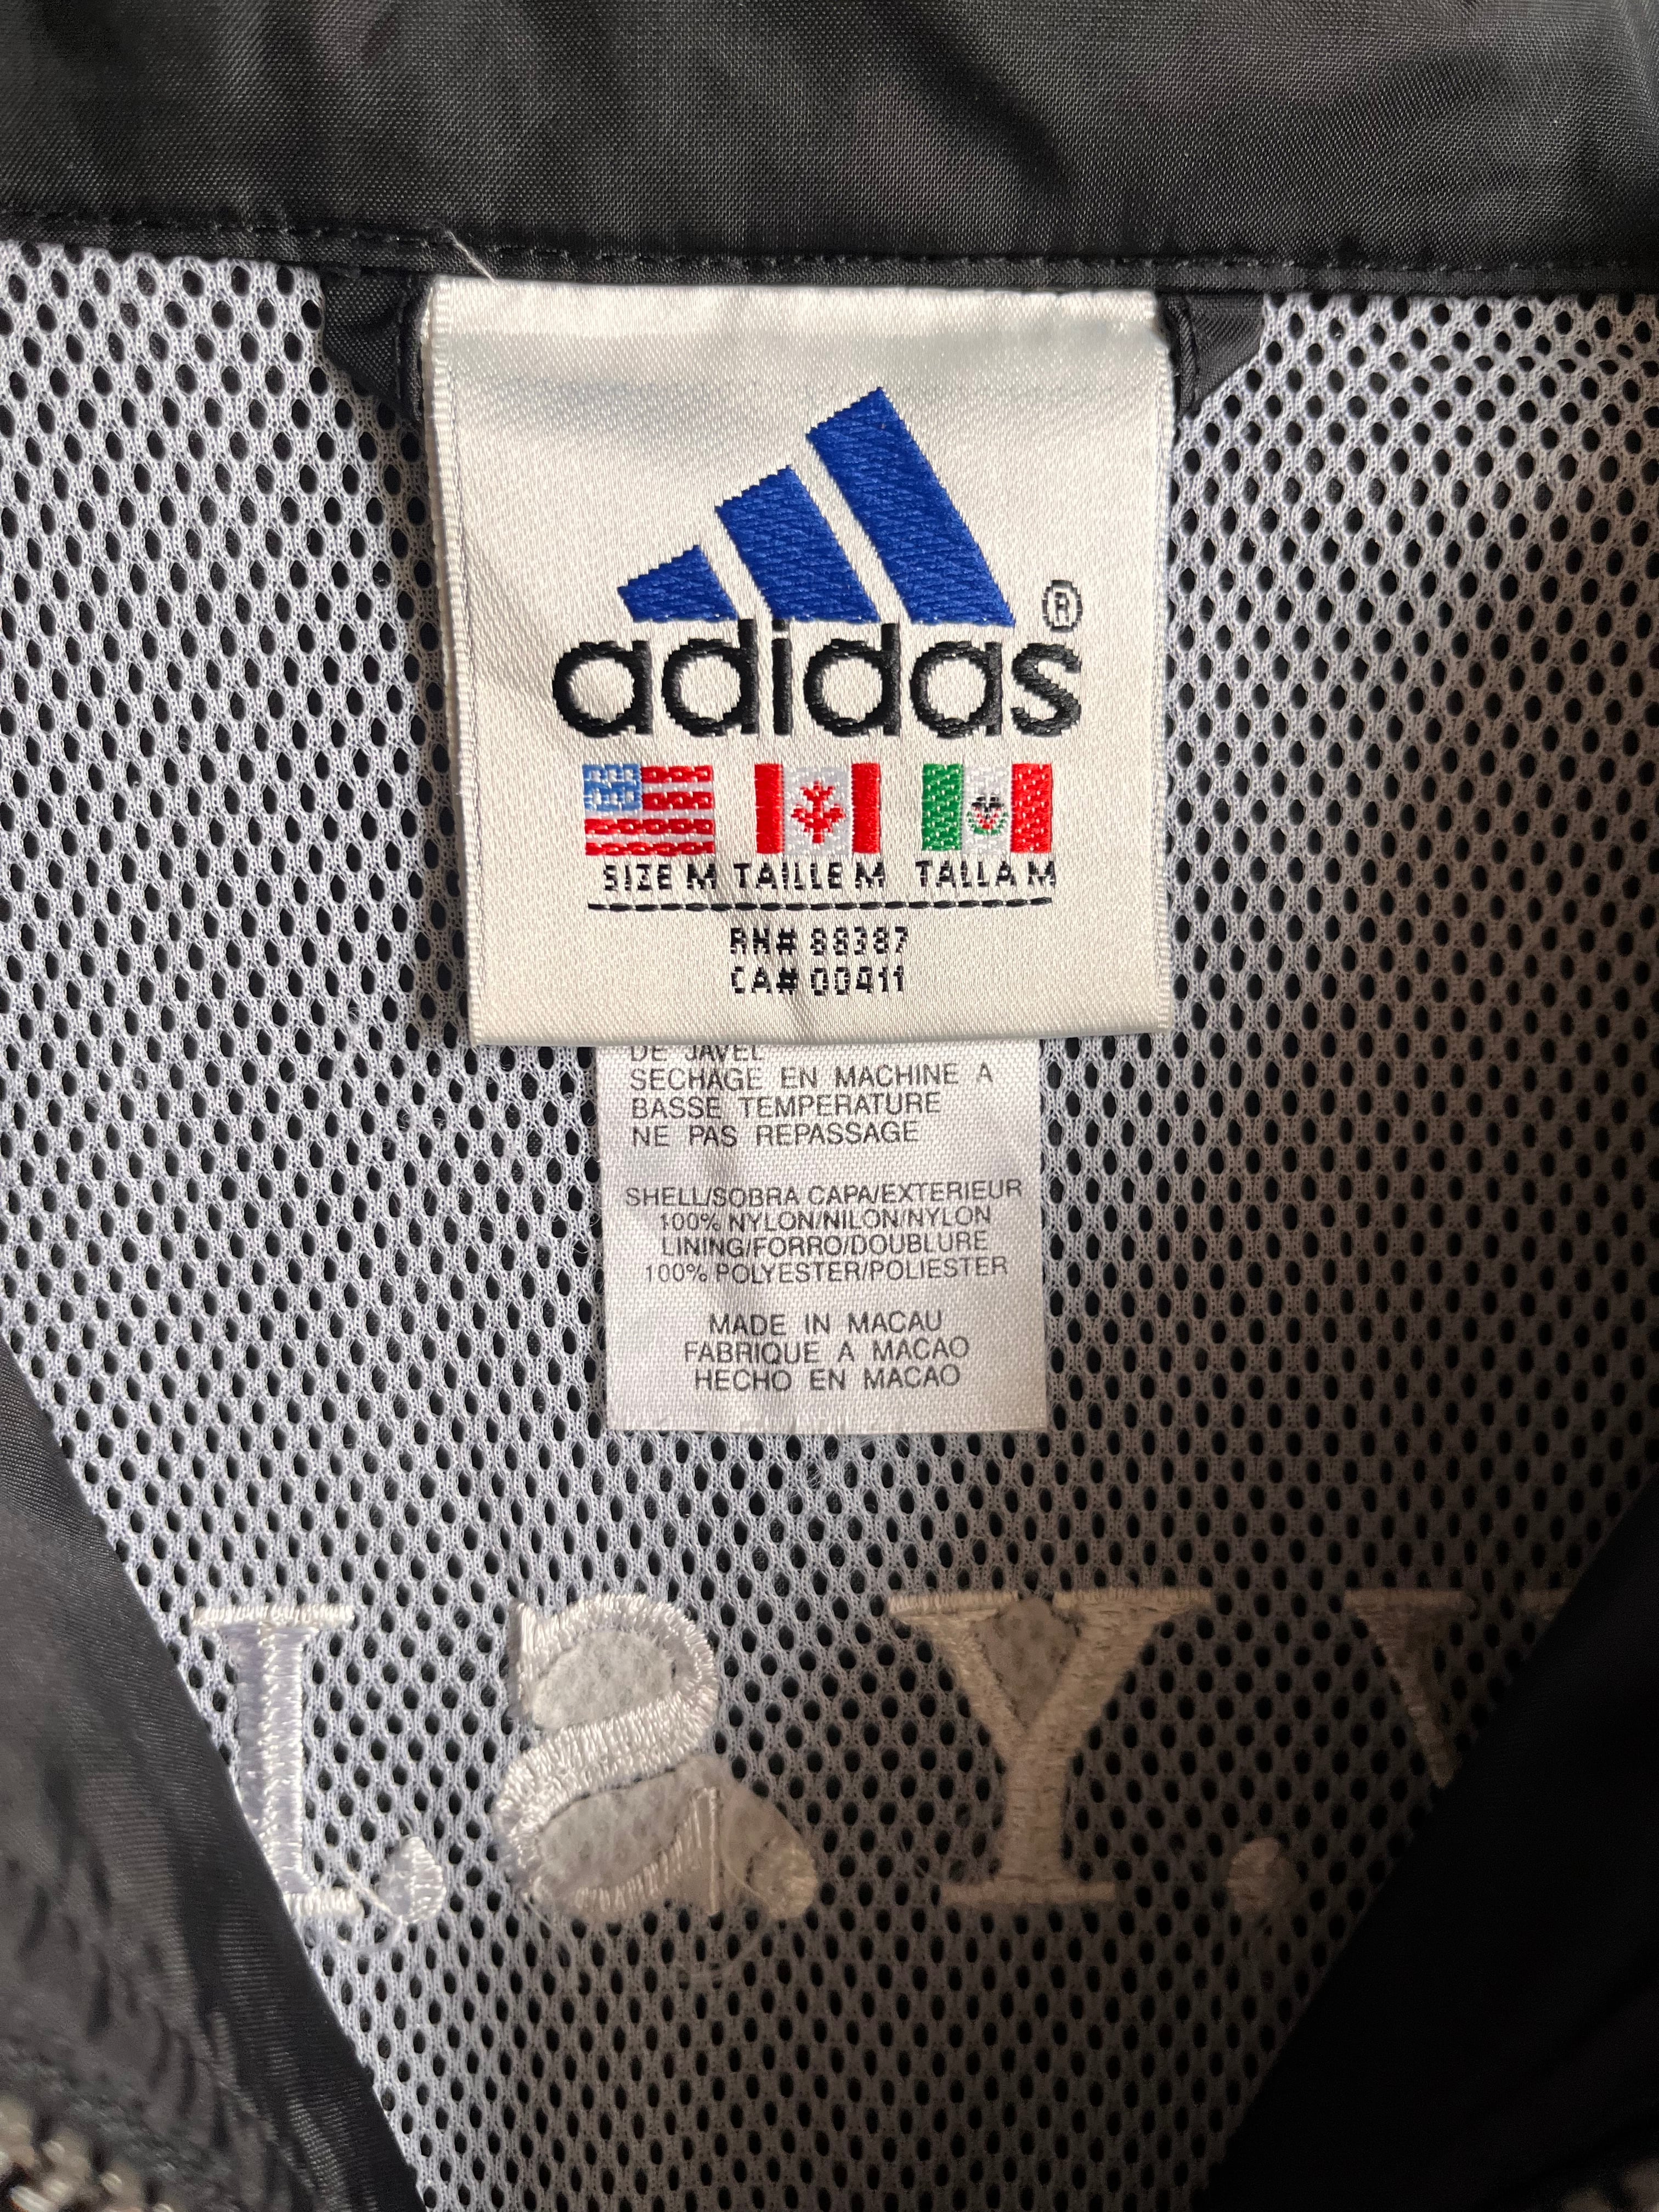 adidas®
SIZE M TAILLE M TALLA M
RN# 88387
CA# 00411
DE JAVEL
SECHAGE EN MACHINE A
BASSE TEMPERATURE
NE PAS REPASSAGE
SHELL/SOBRA CAPA/EXTERIEUR
100% NYLON/NILON/NYLON
LINING/FORRO/DOUBLURE
100% POLYESTER/POLIESTER
MADE IN MACAU
FABRIQUE A MACAO
HECHO EN MACAO